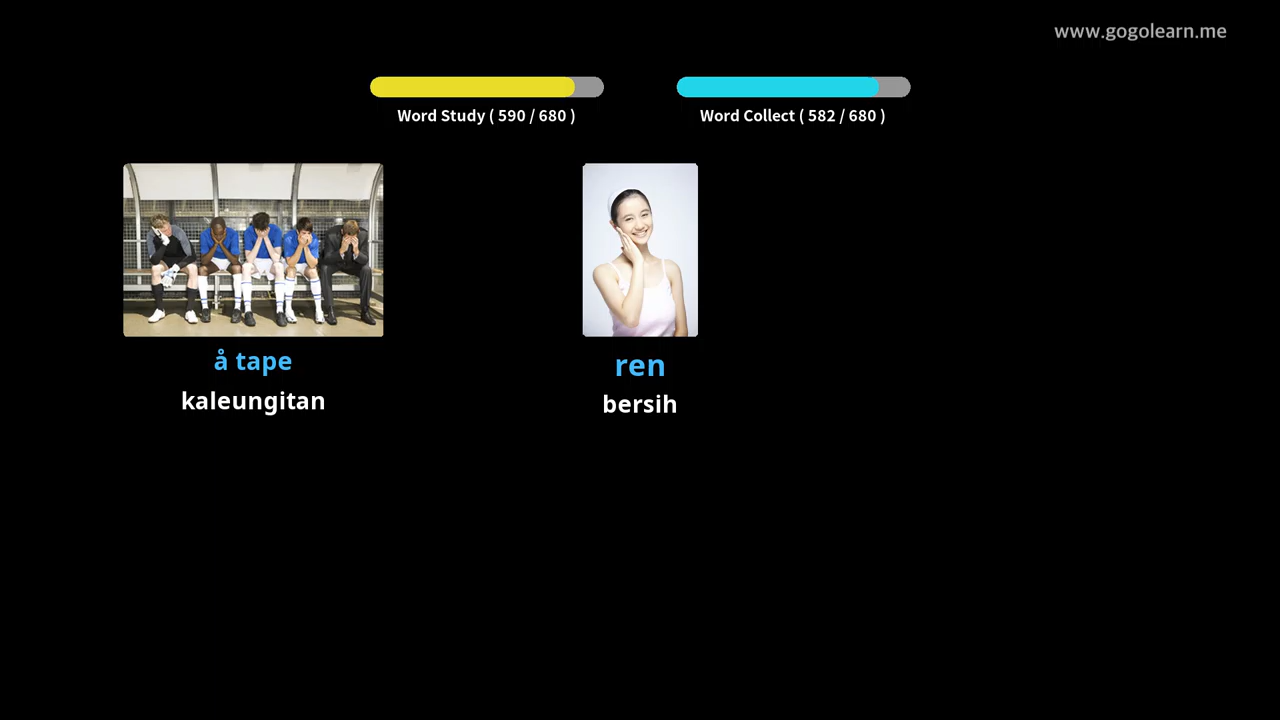 www.gogolearn.me
Word Study ( 590 / 680 )
Word Collect ( 582 / 680 )
å tape
kaleungitan
ren
bersih